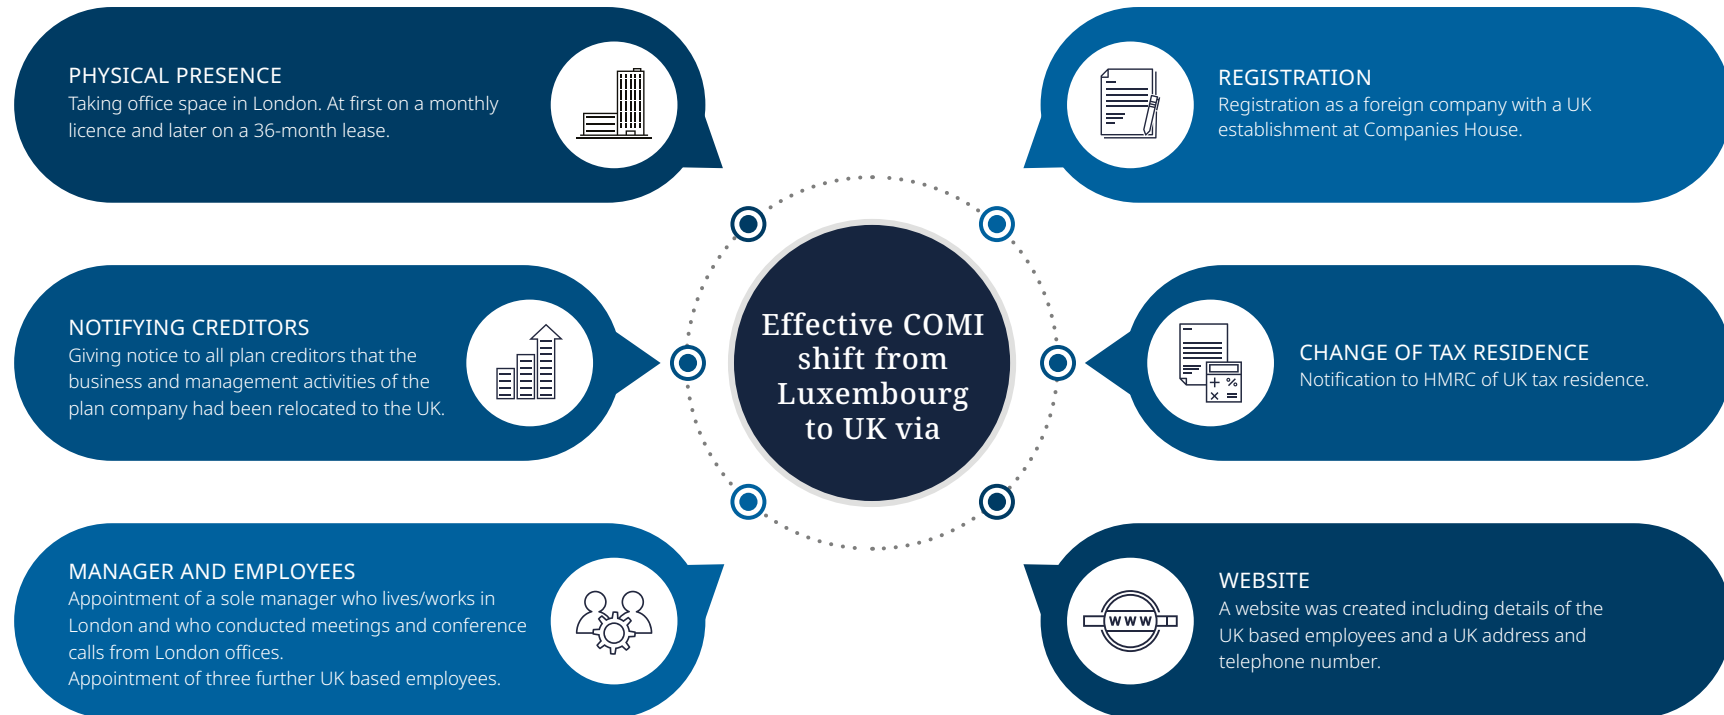 PHYSICAL PRESENCE
Taking office space in London. At first on a monthly
licence and later on a 36-month lease.
REGISTRATION
Registration as a foreign company with a UK
establishment at Companies House.
NOTIFYING CREDITORS
Giving notice to all plan creditors that the
business and management activities of the
plan company had been relocated to the UK.
Effective COMI
shift from
Luxembourg
to UK via
CHANGE OF TAX RESIDENCE
Notification to HMRC of UK tax residence.
MANAGER AND EMPLOYEES
Appointment of a sole manager who lives/works in
London and who conducted meetings and conference
calls from London offices.
Appointment of three further UK based employees.
WWW
WEBSITE
A website was created including details of the
UK based employees and a UK address and
telephone number.